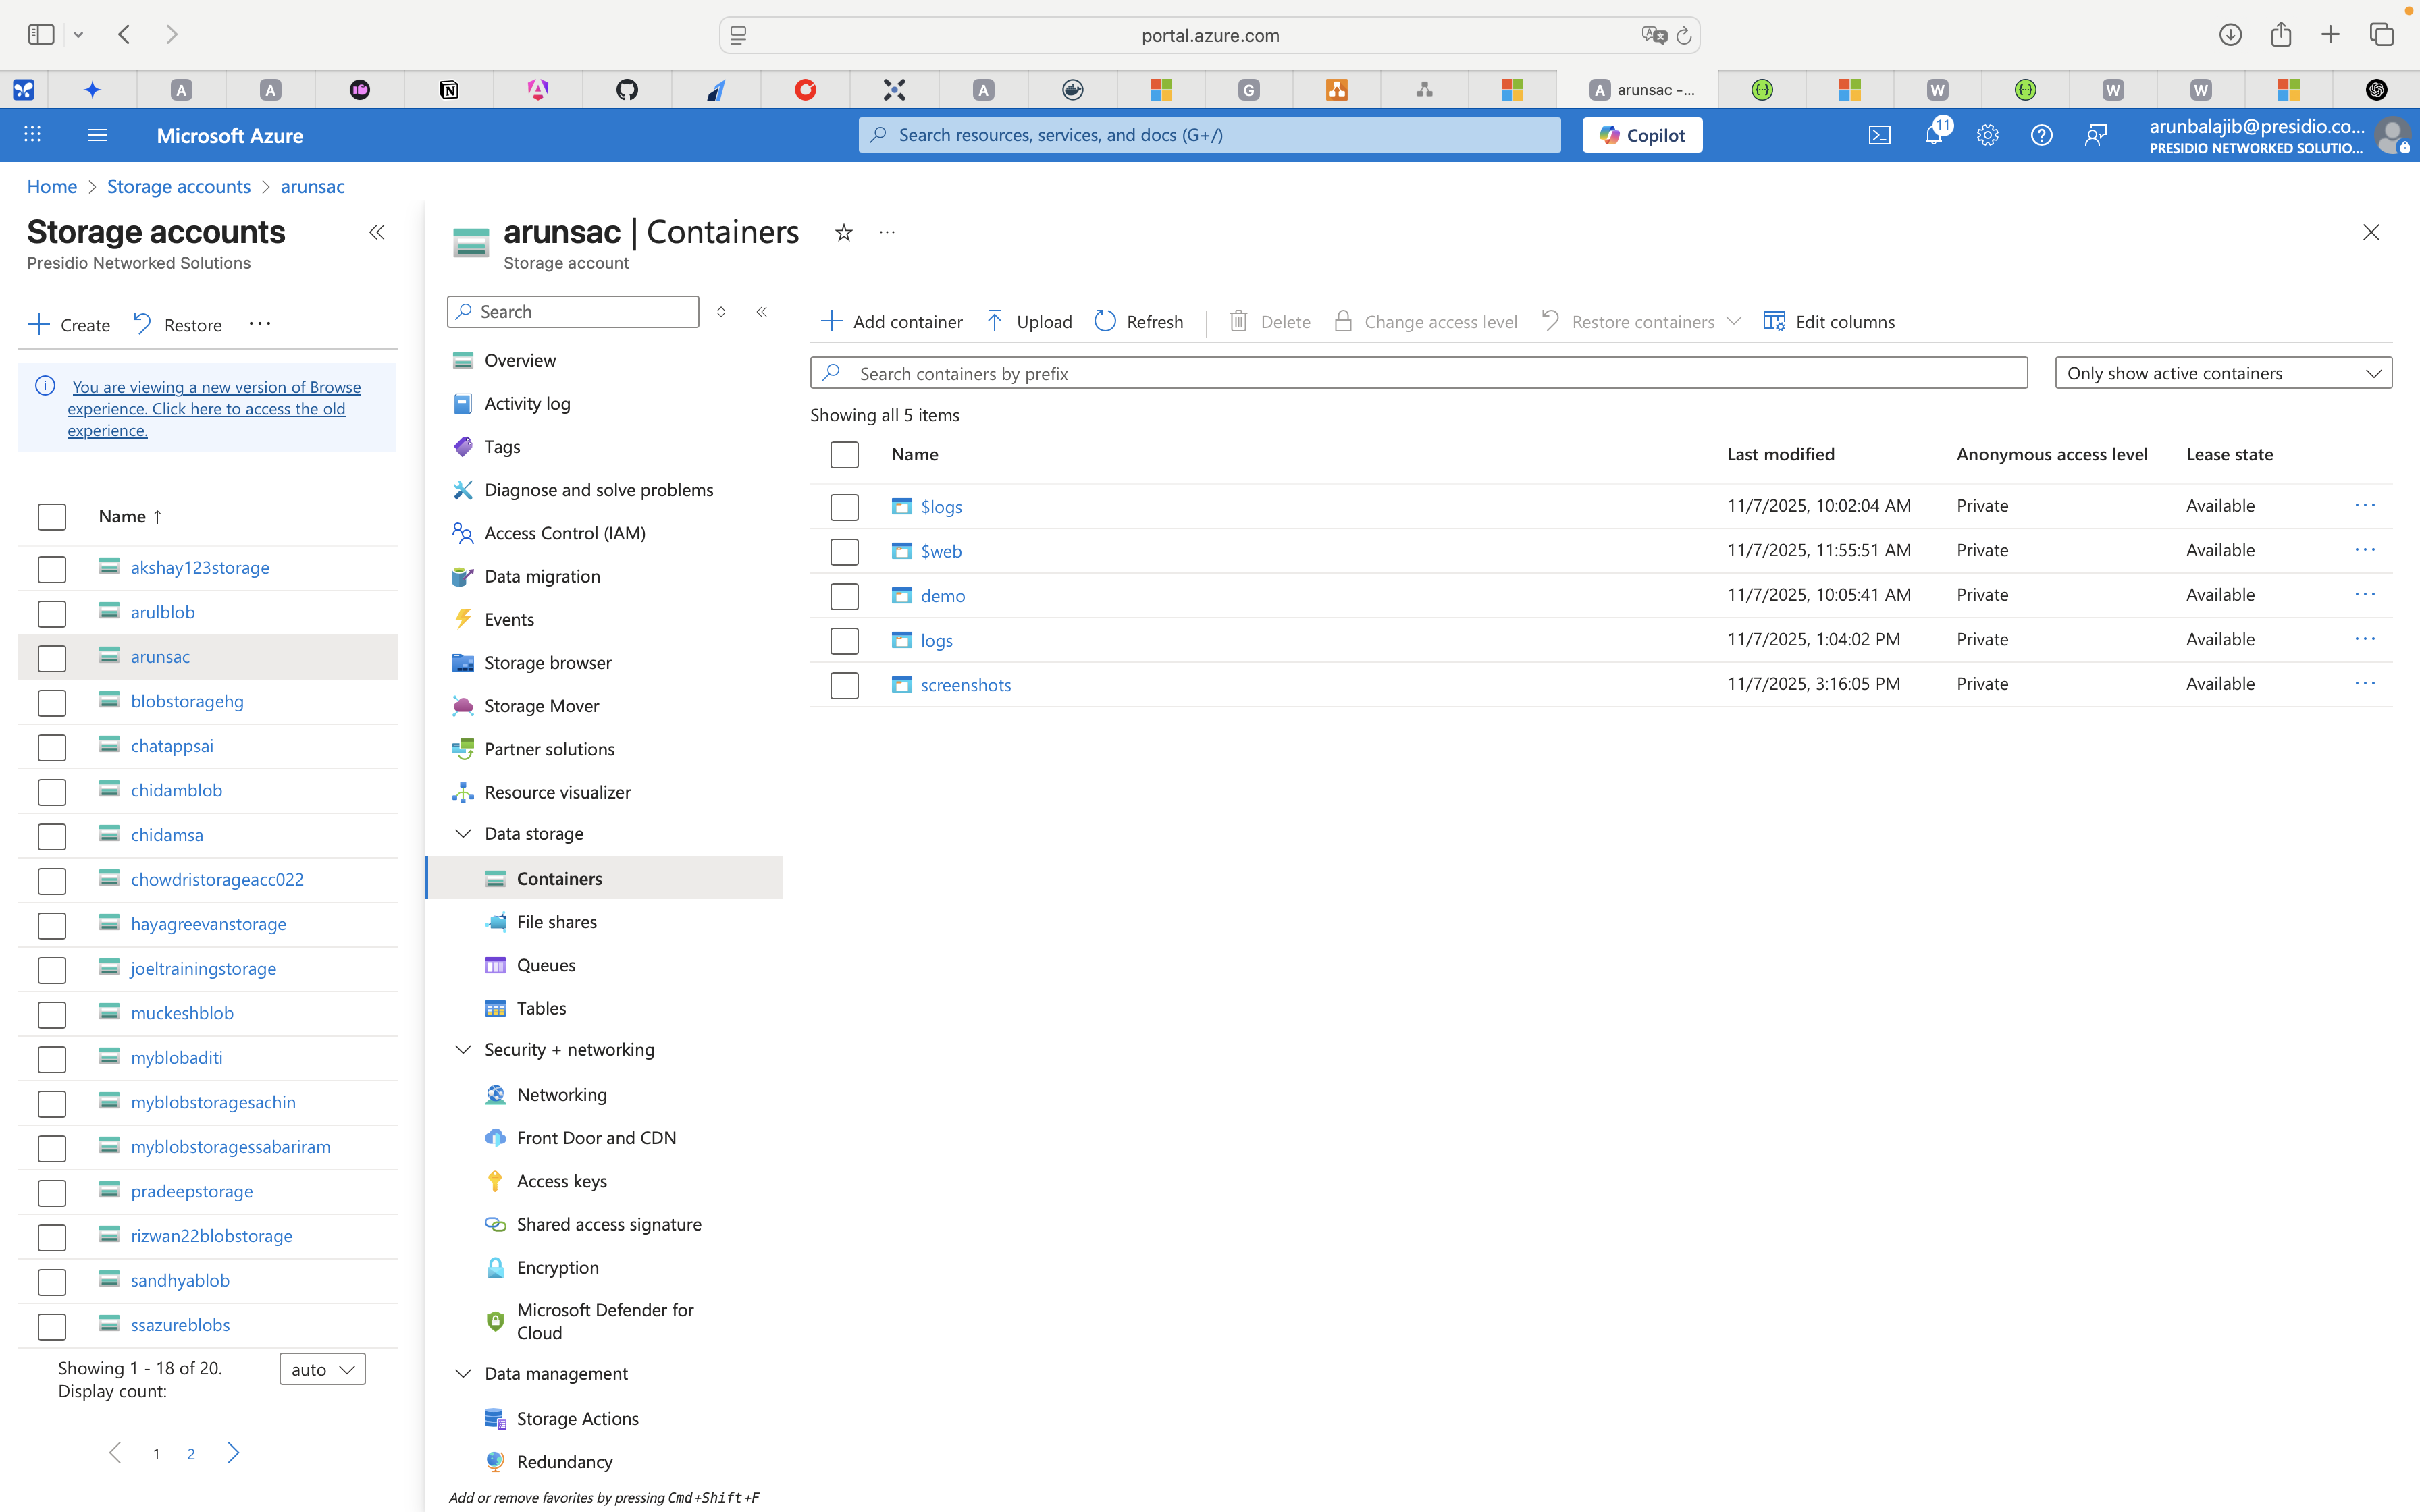 portal.azure.com
arunsac -...
Microsoft Azure
Search resources, services, and docs (G+/)
Copilot
11
arunbalajib@presidio.co...
PRESIDIO NETWORKED SOLUTIO...
Home > Storage accounts > arunsac
Storage accounts
Presidio Networked Solutions
Create
Restore
...
You are viewing a new version of Browse
experience. Click here to access the old
experience.
Name ↑
akshay123storage
arulblob
arunsac
blobstoragehg
chatappsai
chidamblob
chidamsa
chowdristorageacc022
hayagreevanstorage
joeltrainingstorage
muckeshblob
myblobaditi
myblobstoragesachin
myblobstoragessabariram
pradeepstorage
rizwan22blobstorage
sandhyablob
ssazureblobs
Showing 1 - 18 of 20.
Display count:
auto
1 2
arunsac | Containers
Storage account
Search
Overview
Activity log
Tags
Diagnose and solve problems
Access Control (IAM)
Data migration
Events
Storage browser
Storage Mover
Partner solutions
Resource visualizer
Data storage
Containers
File shares
Queues
Tables
Security + networking
Networking
Front Door and CDN
Access keys
Shared access signature
Encryption
Microsoft Defender for
Cloud
Data management
Storage Actions
Redundancy
Add or remove favorites by pressing Cmd+Shift+F
Add container
Upload
Refresh
Delete
Change access level
Restore containers
Edit columns
Search containers by prefix
Only show active containers
Showing all 5 items
Name Last modified Anonymous access level Lease state
$logs 11/7/2025, 10:02:04 AM Private Available ...
$web 11/7/2025, 11:55:51 AM Private Available ...
demo 11/7/2025, 10:05:41 AM Private Available ...
logs 11/7/2025, 1:04:02 PM Private Available ...
screenshots 11/7/2025, 3:16:05 PM Private Available ...